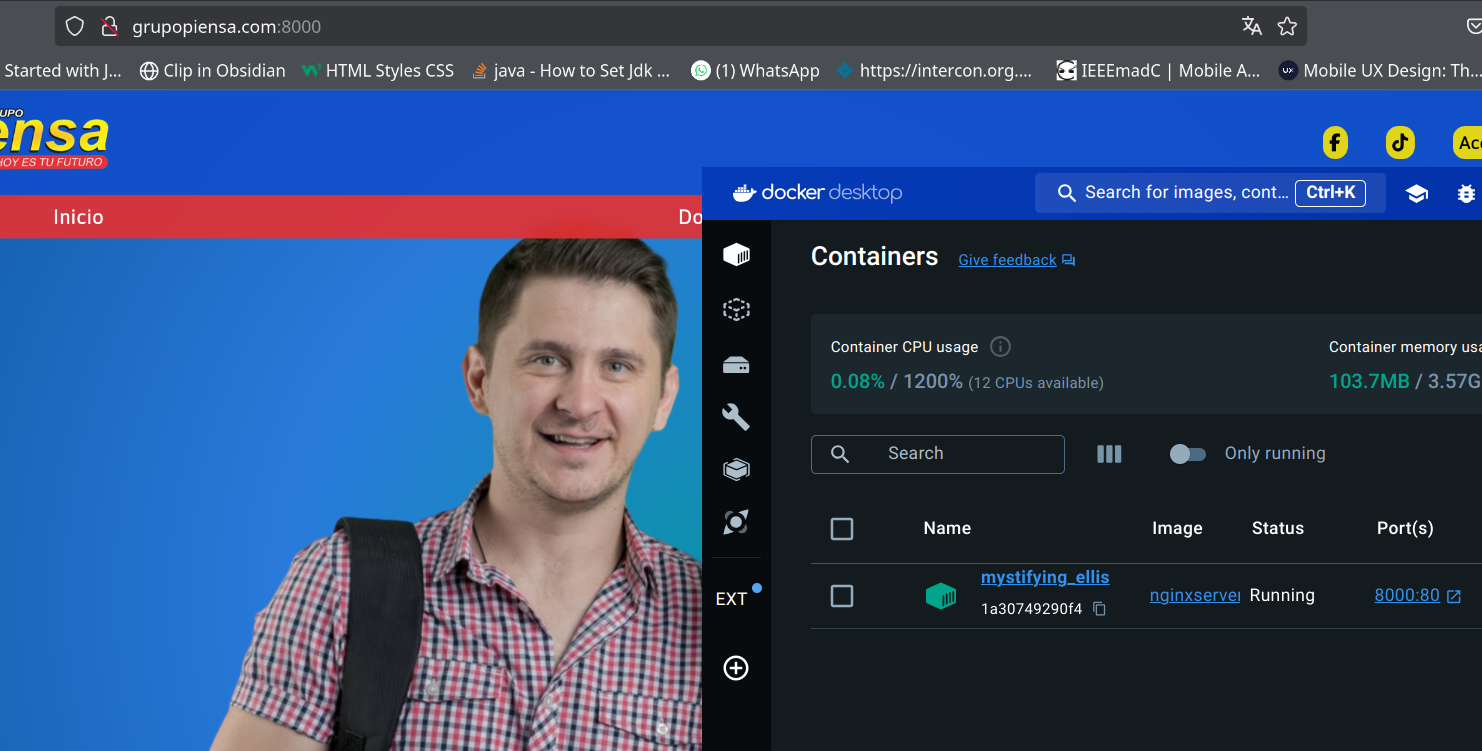 grupopiensa.com:8000
Started with J... Clip in Obsidian HTML Styles CSS java - How to Set Jdk ... (1) WhatsApp https://intercon.org.... IEEEmadC | Mobile A... Mobile UX Design: Th...
UPO
ensa
HOY ES TU FUTURO
Acc
docker desktop Search for images, cont... Ctrl+K
Inicio Do
Containers Give feedback
Container CPU usage Container memory usa
0.08% / 1200% (12 CPUs available) 103.7MB / 3.57G
Search Only running
Name Image Status Port(s)
mystifying_ellis
nginxserver Running 8000:80
1a30749290f4
EXT